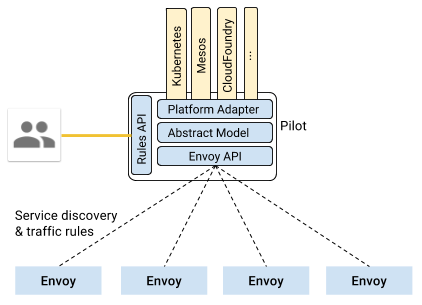 Kubernetes
Mesos
CloudFoundry
...
Rules API
Platform Adapter
Abstract Model
Envoy API
Pilot
Service discovery
& traffic rules
Envoy
Envoy
Envoy
Envoy